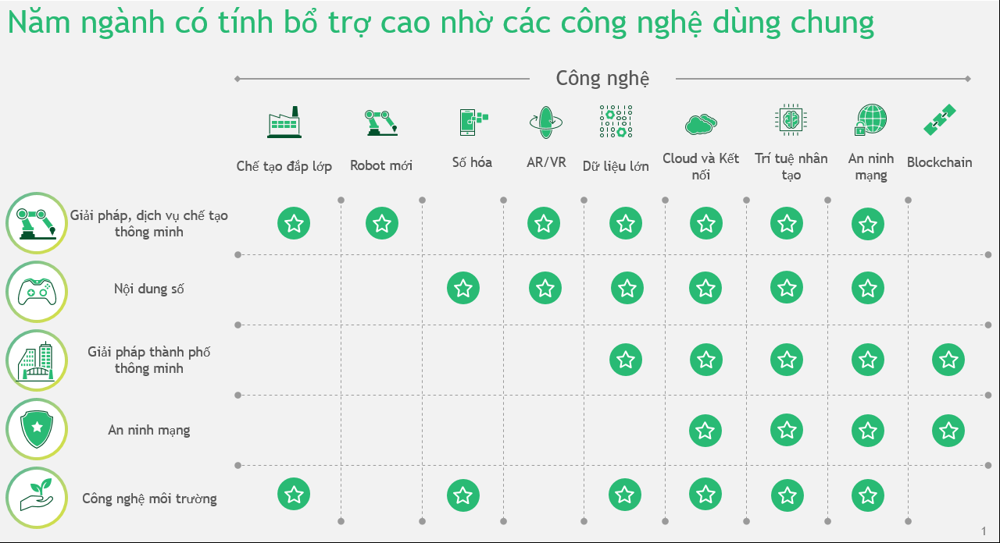 Năm ngành có tính bổ trợ cao nhờ các công nghệ dùng chung
Công nghệ
Chế tạo đắp lớp
Robot mới
Số hóa
AR/VR
Dữ liệu lớn
Cloud và Kết
nối
Trí tuệ nhân
tạo
An ninh
mạng
Blockchain
Giải pháp, dịch vụ chế tạo
thông minh
Nội dung số
Giải pháp thành phố
thông minh
An ninh mạng
Công nghệ môi trường
1